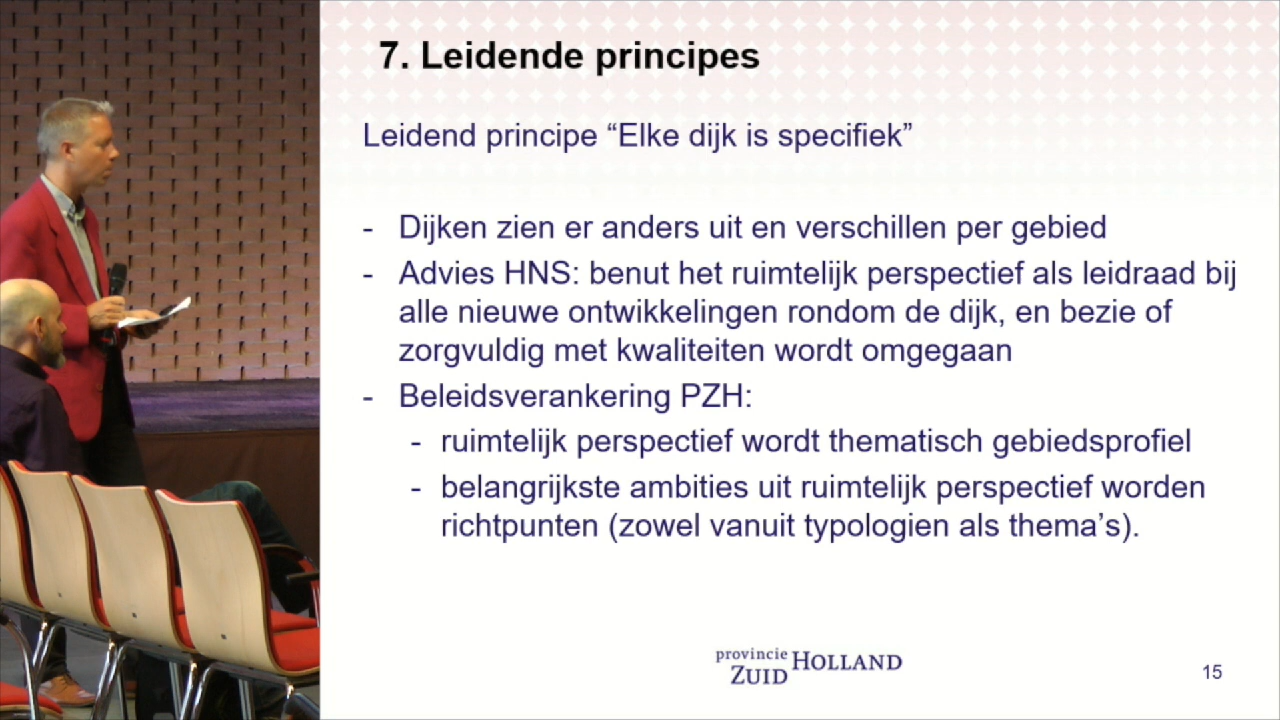 7. Leidende principes
Leidend principe “Elke dijk is specifiek”
- Dijken zien er anders uit en verschillen per gebied
- Advies HNS: benut het ruimtelijk perspectief als leidraad bij
alle nieuwe ontwikkelingen rondom de dijk, en bezie of
zorgvuldig met kwaliteiten wordt omgegaan
- Beleidsverankering PZH:
- ruimtelijk perspectief wordt thematisch gebiedsprofiel
- belangrijkste ambities uit ruimtelijk perspectief worden
richtpunten (zowel vanuit typologien als thema’s).
provincie HOLLAND
ZUID
15